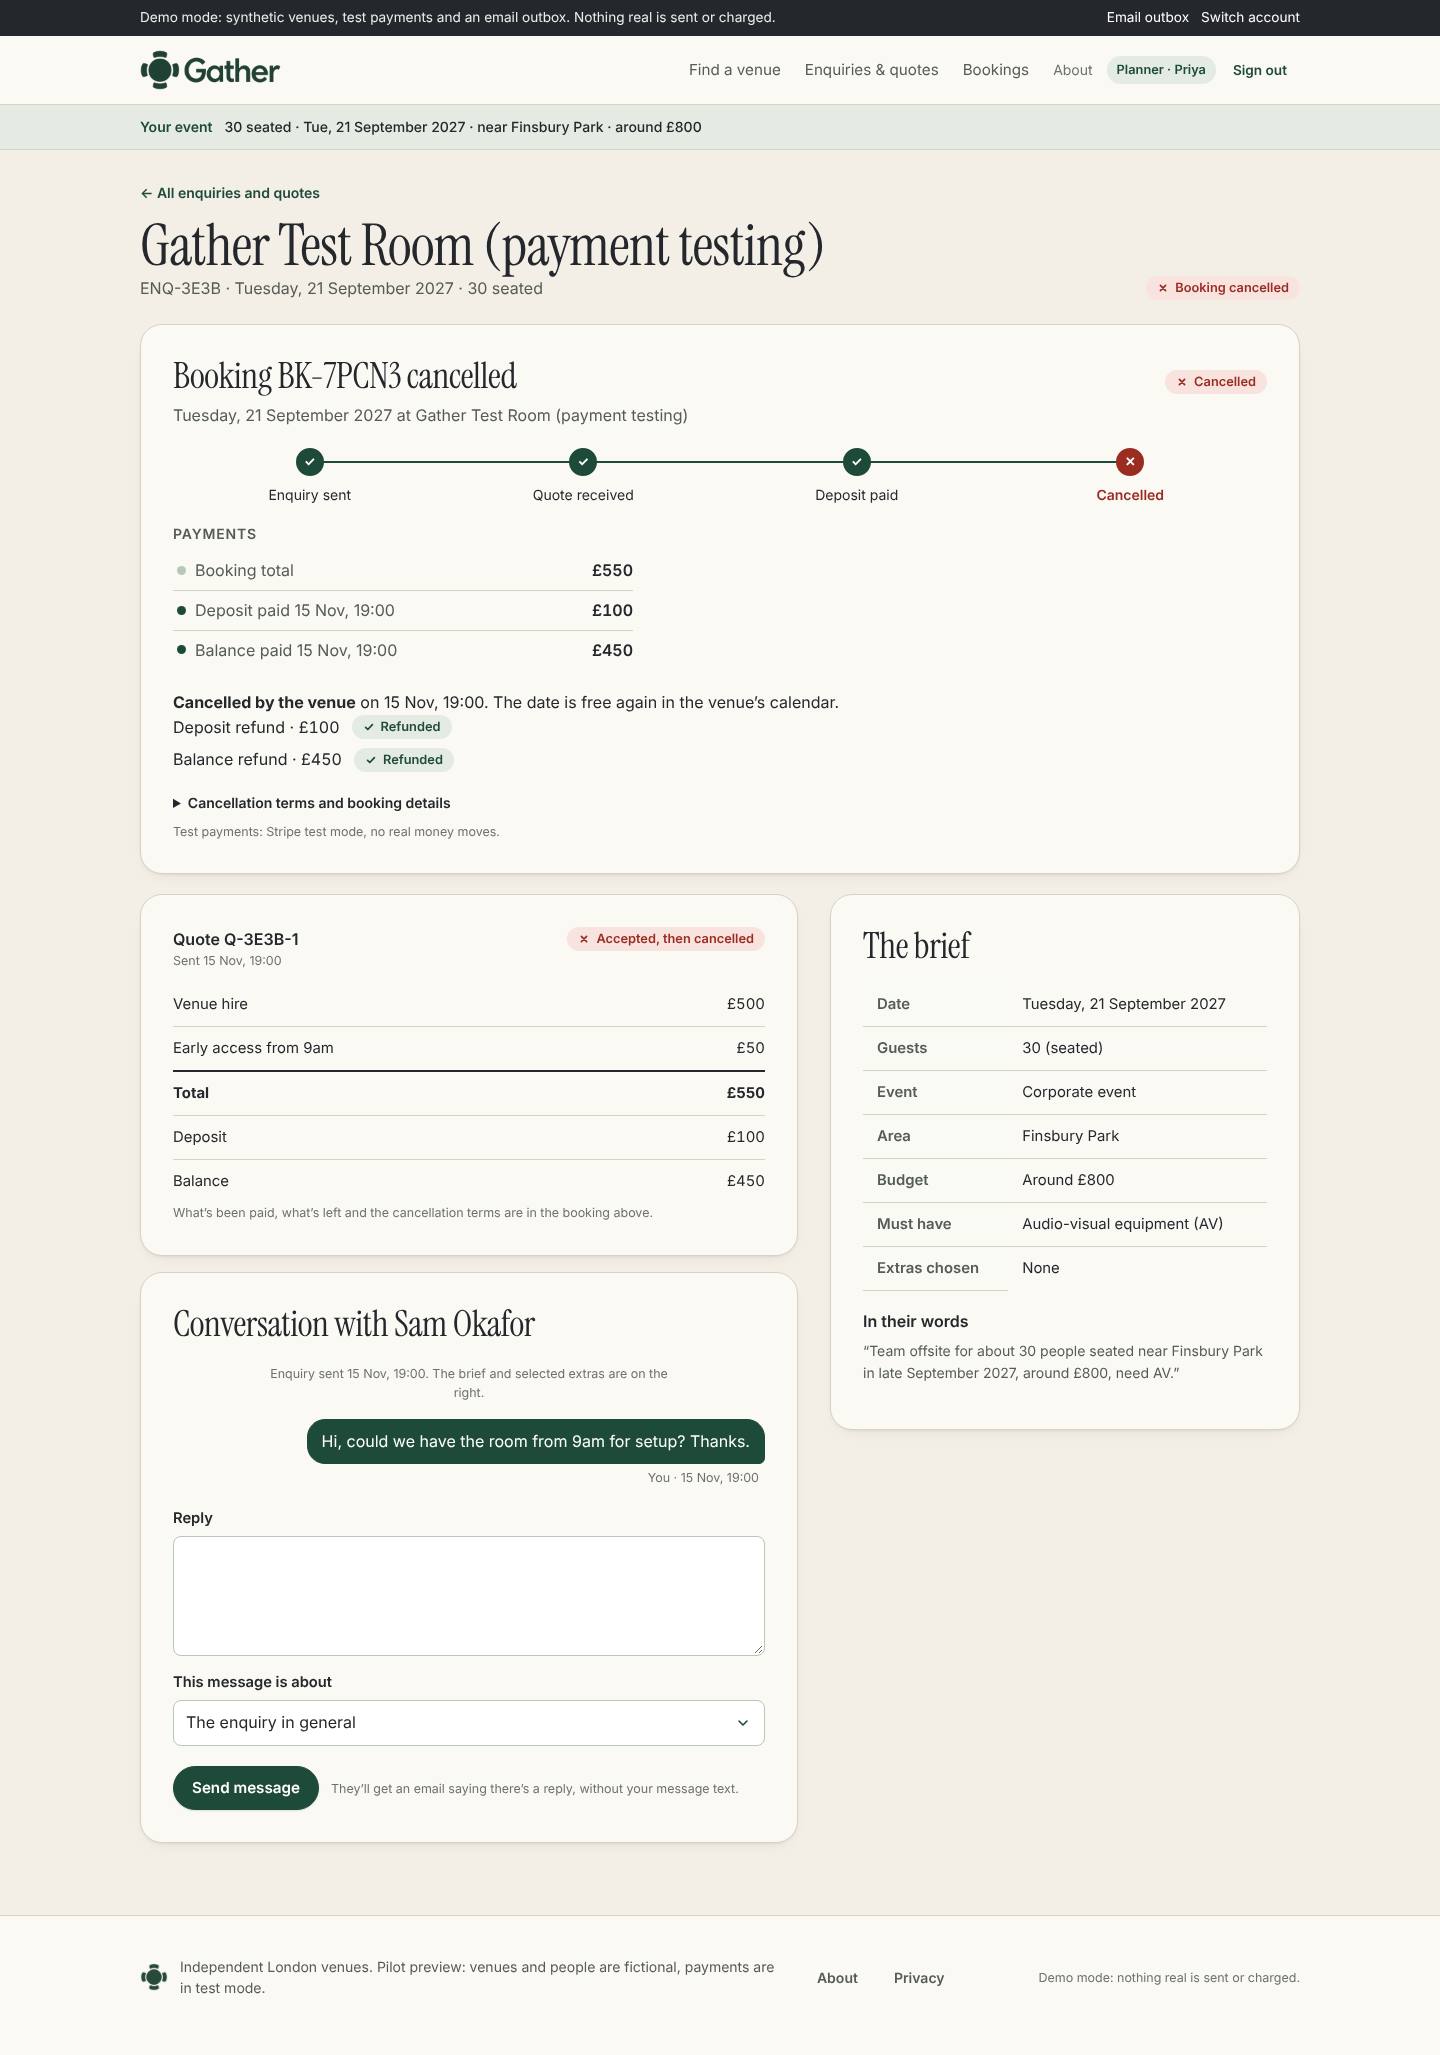 Demo mode: synthetic venues, test payments and an email outbox. Nothing real is sent or charged.
Email outbox Switch account
Gather
Find a venue Enquiries & quotes Bookings About Planner · Priya Sign out
Your event 30 seated · Tue, 21 September 2027 · near Finsbury Park · around £800
← All enquiries and quotes
Gather Test Room (payment testing)
ENQ-3E3B · Tuesday, 21 September 2027 · 30 seated
× Booking cancelled
Booking BK-7PCN3 cancelled
× Cancelled
Tuesday, 21 September 2027 at Gather Test Room (payment testing)
Enquiry sent Quote received Deposit paid Cancelled
PAYMENTS
Booking total £550
Deposit paid 15 Nov, 19:00 £100
Balance paid 15 Nov, 19:00 £450
Cancelled by the venue on 15 Nov, 19:00. The date is free again in the venue’s calendar.
Deposit refund · £100 ✓ Refunded
Balance refund · £450 ✓ Refunded
▶ Cancellation terms and booking details
Test payments: Stripe test mode, no real money moves.
Quote Q-3E3B-1
× Accepted, then cancelled
Sent 15 Nov, 19:00
Venue hire £500
Early access from 9am £50
Total £550
Deposit £100
Balance £450
What’s been paid, what’s left and the cancellation terms are in the booking above.
The brief
Date Tuesday, 21 September 2027
Guests 30 (seated)
Event Corporate event
Area Finsbury Park
Budget Around £800
Must have Audio-visual equipment (AV)
Extras chosen None
In their words
“Team offsite for about 30 people seated near Finsbury Park
in late September 2027, around £800, need AV.”
Conversation with Sam Okafor
Enquiry sent 15 Nov, 19:00. The brief and selected extras are on the
right.
Hi, could we have the room from 9am for setup? Thanks.
You · 15 Nov, 19:00
Reply
This message is about
The enquiry in general
Send message They’ll get an email saying there’s a reply, without your message text.
Independent London venues. Pilot preview: venues and people are fictional, payments are
in test mode.
About Privacy
Demo mode: nothing real is sent or charged.